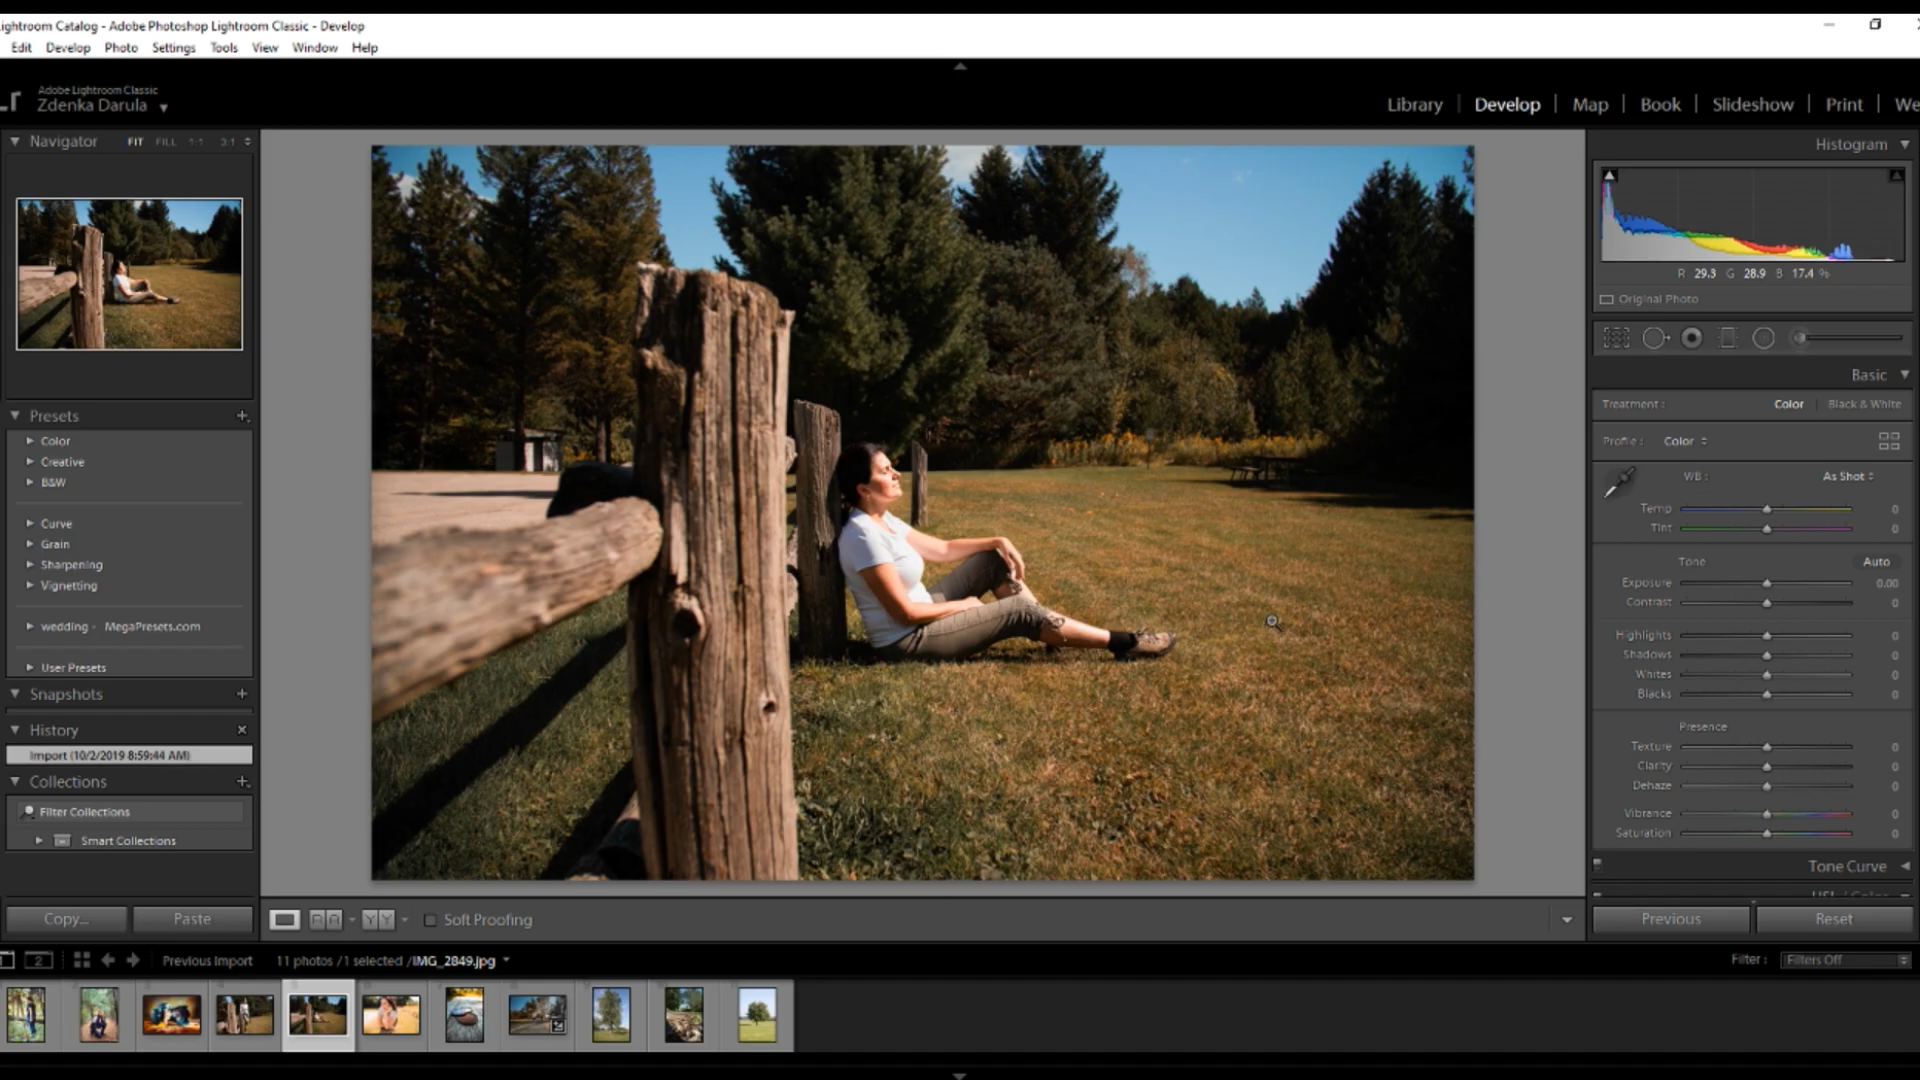 ightroom Catalog - Adobe Photoshop Lightroom Classic - Develop
Edit Develop Photo Settings Tools View Window Help
Adobe Lightroom Classic
Zdenka Darula
Library | Develop | Map | Book | Slideshow | Print | We
Navigator FIT FILL 1:1 3:1
Presets +
Color
Creative
B&W
Curve
Grain
Sharpening
Vignetting
wedding - MegaPresets.com
User Presets
Snapshots +
History
Import (10/2/2019 8:59:44 AM)
Collections +
Filter Collections
Smart Collections
Copy... Paste
Soft Proofing
Histogram
R 29.3 G 28.9 B 17.4 %
Original Photo
Basic
Treatment : Color | Black & White
Profile : Color
WB : As Shot
Temp 0
Tint 0
Tone Auto
Exposure 0.00
Contrast 0
Highlights 0
Shadows 0
Whites 0
Blacks 0
Presence
Texture 0
Clarity 0
Dehaze 0
Vibrance 0
Saturation 0
Tone Curve
Previous Reset
2 Previous Import 11 photos /1 selected /IMG_2849.jpg
Filter : Filters Off